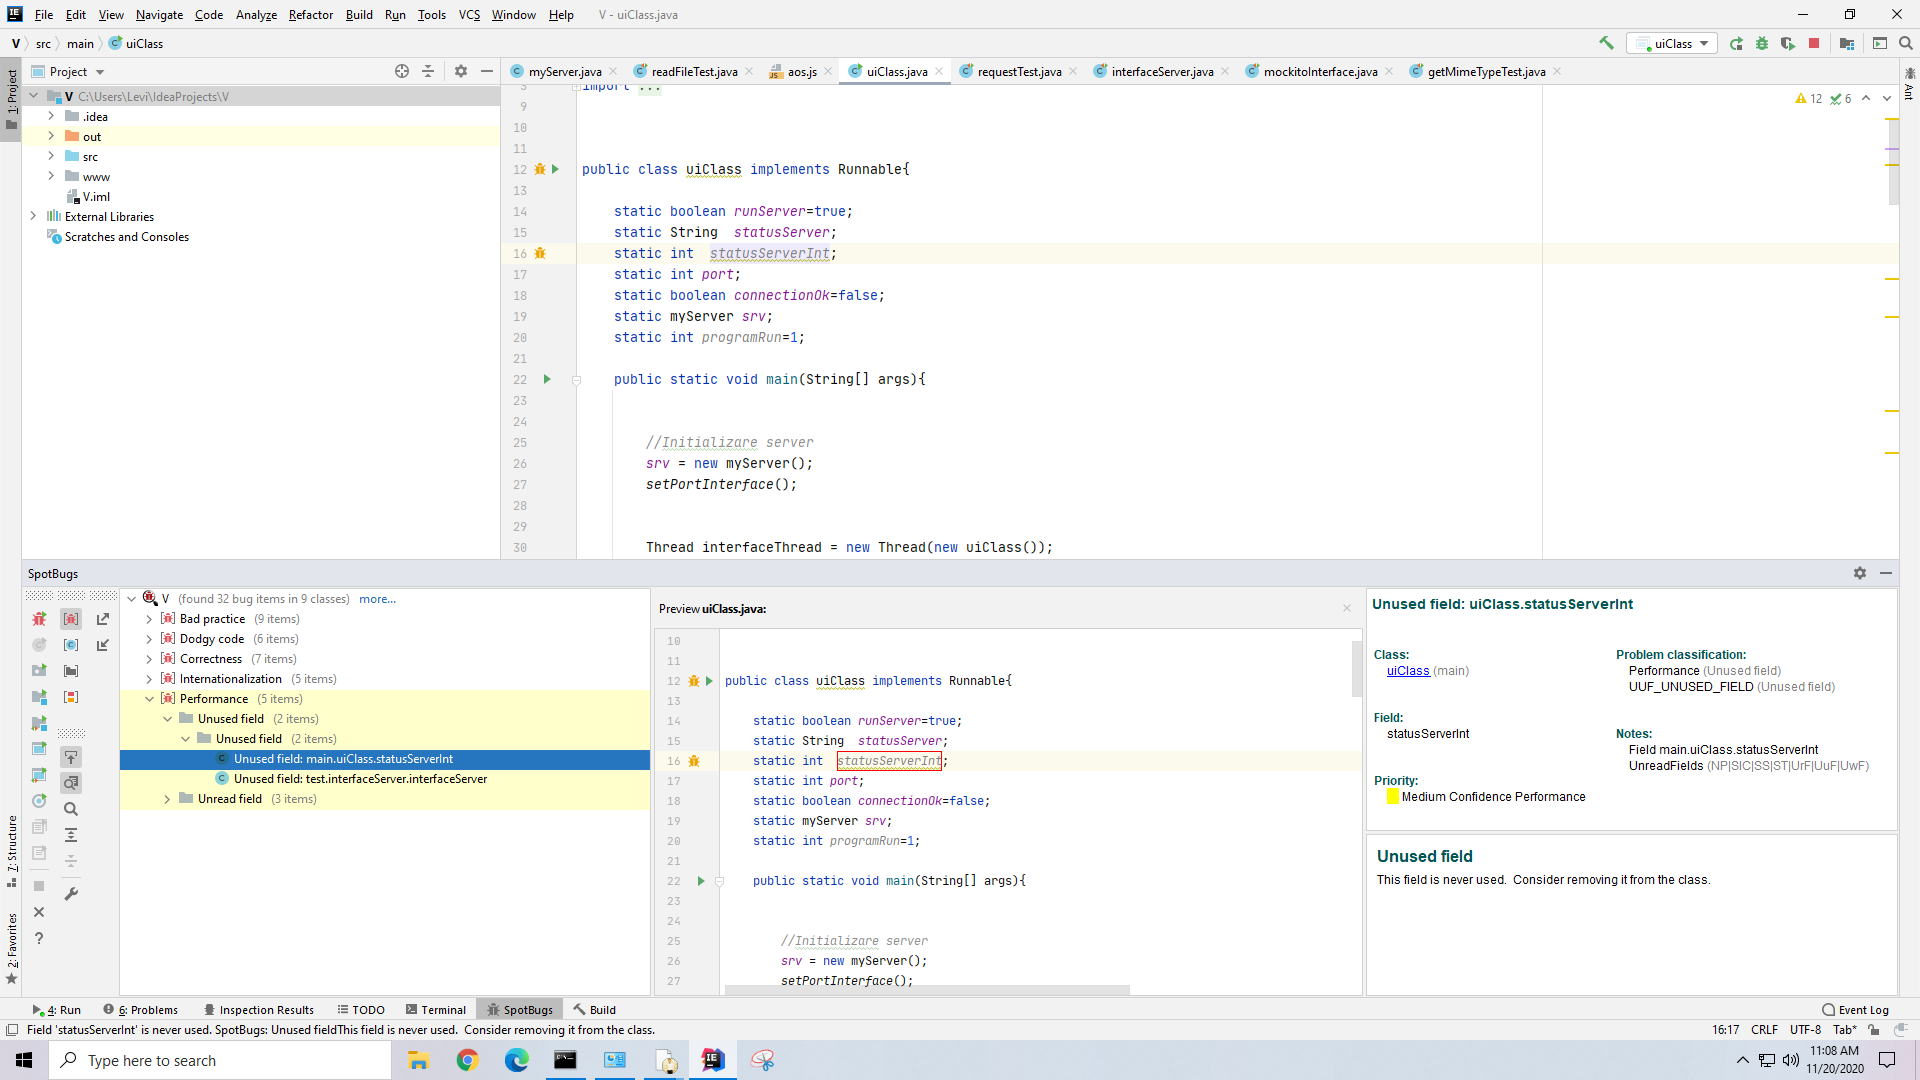 File Edit View Navigate Code Analyze Refactor Build Run Tools VCS Window Help V - uiClass.java
V src main uiClass
uiClass
1: Project
Project
myServer.java readFileTest.java aos.js uiClass.java requestTest.java interfaceServer.java mockitoInterface.java getMimeTypeTest.java
Ant
V C:\Users\Levi\IdeaProjects\V
.idea
out
src
www
V.iml
External Libraries
Scratches and Consoles
12 6
3 import ...
9
10
11
12 public class uiClass implements Runnable{
13
14 static boolean runServer=true;
15 static String statusServer;
16 static int statusServerInt;
17 static int port;
18 static boolean connectionOk=false;
19 static myServer srv;
20 static int programRun=1;
21
22 public static void main(String[] args){
23
24
25 //Initializare server
26 srv = new myServer();
27 setPortInterface();
28
29
30 Thread interfaceThread = new Thread(new uiClass());
SpotBugs
V (found 32 bug items in 9 classes) more...
Bad practice (9 items)
Dodgy code (6 items)
Correctness (7 items)
Internationalization (5 items)
Performance (5 items)
Unused field (2 items)
Unused field (2 items)
Unused field: main.uiClass.statusServerInt
Unused field: test.interfaceServer.interfaceServer
Unread field (3 items)
7: Structure
2: Favorites
Preview uiClass.java:
10
11
12 public class uiClass implements Runnable{
13
14 static boolean runServer=true;
15 static String statusServer;
16 static int statusServerInt;
17 static int port;
18 static boolean connectionOk=false;
19 static myServer srv;
20 static int programRun=1;
21
22 public static void main(String[] args){
23
24
25 //Initializare server
26 srv = new myServer();
27 setPortInterface();
Unused field: uiClass.statusServerInt
Class:
uiClass (main)
Field:
statusServerInt
Priority:
Medium Confidence Performance
Problem classification:
Performance (Unused field)
UUF_UNUSED_FIELD (Unused field)
Notes:
Field main.uiClass.statusServerInt
UnreadFields (NP|SIC|SS|ST|UrF|UuF|UwF)
Unused field
This field is never used. Consider removing it from the class.
4: Run 6: Problems Inspection Results TODO Terminal SpotBugs Build Event Log
Field 'statusServerInt' is never used. SpotBugs: Unused fieldThis field is never used. Consider removing it from the class. 16:17 CRLF UTF-8 Tab*
Type here to search
11:08 AM
11/20/2020